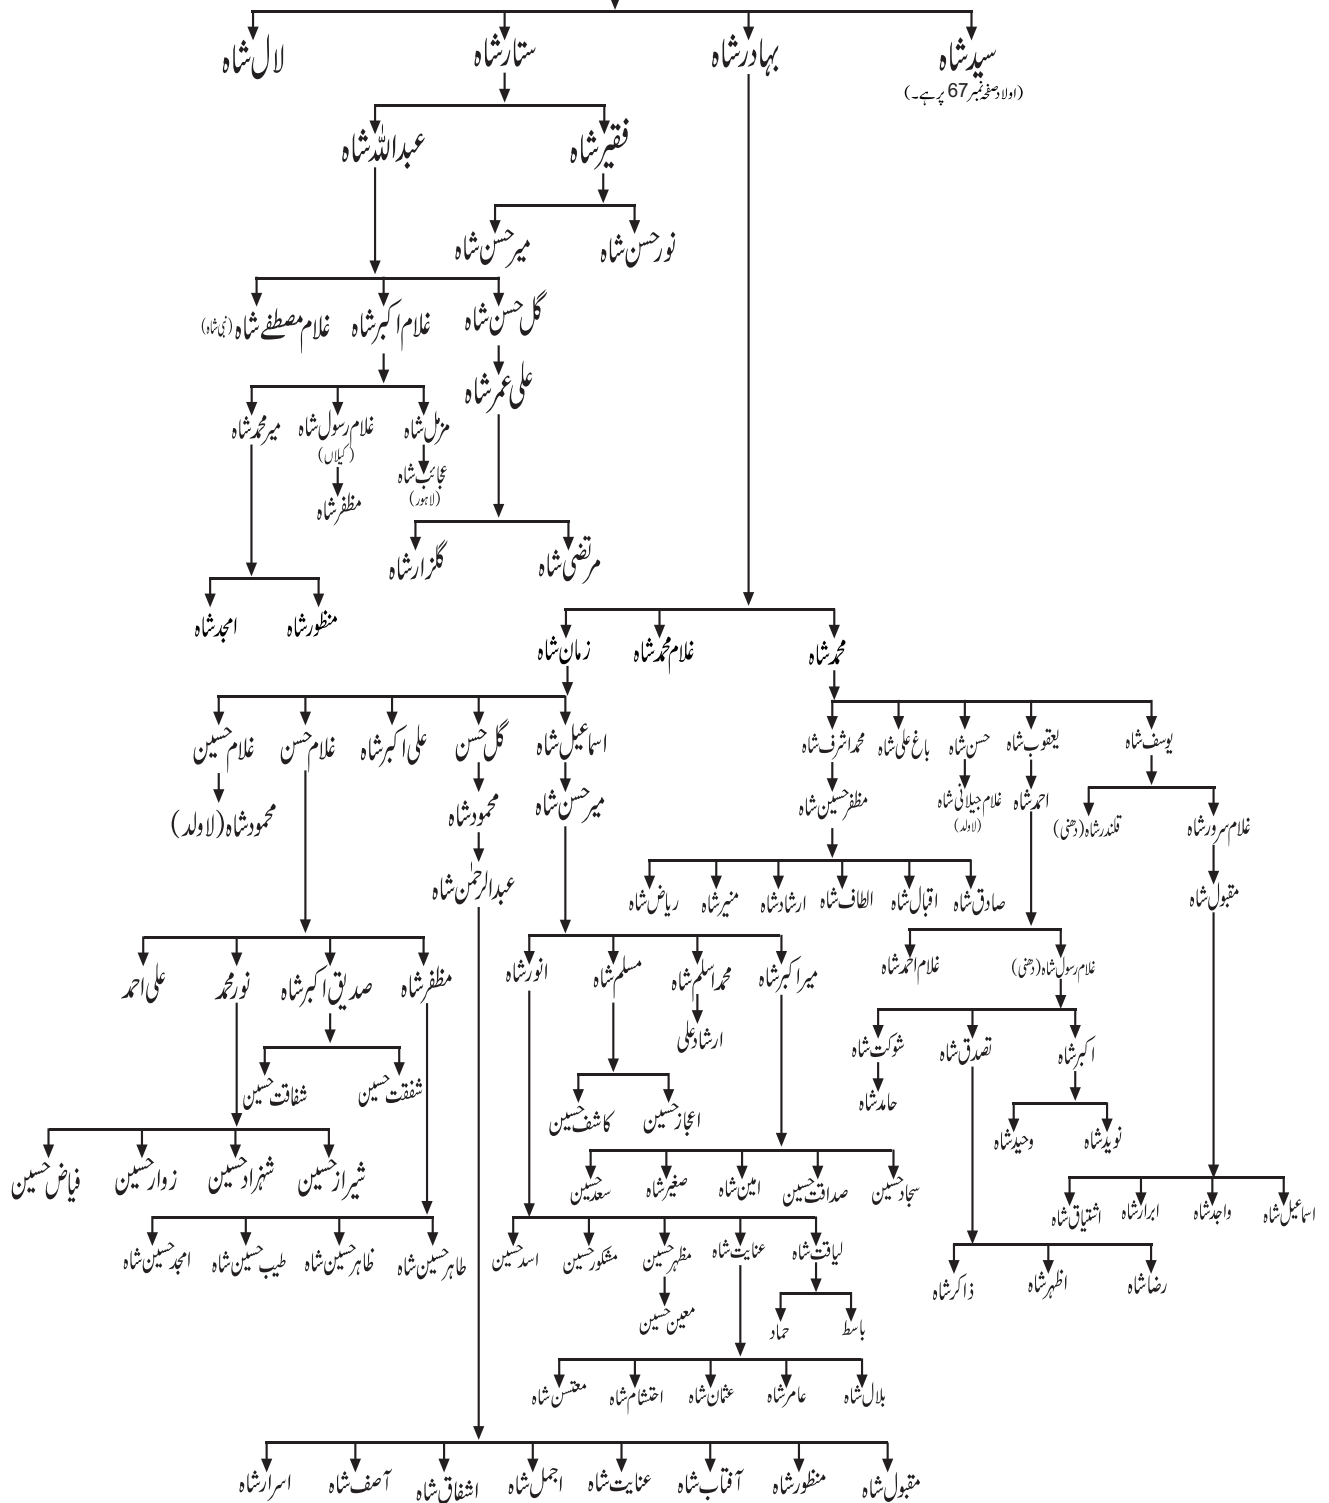 سید شاہ بہادر شاہ ستار شاہ لال شاہ
(اولاد صفحہ نمبر 67 پر ہے۔)
فقیر شاہ عبداللہ شاہ
نور حسن شاہ میر حسن شاہ
گل حسن شاہ غلام اکبر شاہ غلام مصطفےٰ شاہ (نبی شاہ)
علی عمر شاہ
مزمل شاہ غلام رسول شاہ میر محمد شاہ
(کیلاں)
عجائب شاہ
(لاہور)
مظفر شاہ
مرتضی شاہ گلزار شاہ
منظور شاہ امجد شاہ
محمد شاہ غلام محمد شاہ زمان شاہ
یوسف شاہ یعقوب شاہ حسن شاہ باغ علی شاہ محمد اشرف شاہ اسماعیل شاہ گل حسن علی اکبر شاہ غلام حسن غلام حسین
احمد شاہ غلام جیلانی شاہ مظفر حسین شاہ میر حسن شاہ محمود شاہ محمود شاہ (لاولد)
(لاولد)
غلام سرور شاہ قلندر شاہ (دھنی)
مقبول شاہ صادق شاہ اقبال شاہ الطاف شاہ ارشاد شاہ منیر شاہ ریاض شاہ عبدالرحمٰن شاہ
غلام رسول شاہ (دھنی) غلام احمد شاہ میر اکبر شاہ محمد اسلم شاہ مسلم شاہ انور شاہ مظفر شاہ صدیق اکبر شاہ نور محمد علی احمد
اکبر شاہ تصدق شاہ شوکت شاہ ارشاد علی
حامد شاہ شفقت حسین شفاقت حسین
نوید شاہ وحید شاہ اعجاز حسین کاشف حسین
سجاد حسین صداقت حسین امین شاہ صغیر شاہ سعد حسین شیراز حسین شہزاد حسین زوار حسین فیاض حسین
اسماعیل شاہ واجد شاہ ابرار شاہ اشتیاق شاہ
لیاقت شاہ عنایت شاہ مظہر حسین مشکور حسین اسد حسین طاہر حسین شاہ ظاہر حسین شاہ طیب حسین شاہ امجد حسین شاہ
رضا شاہ اظہر شاہ ذاکر شاہ
باسط حماد معین حسین
بلال شاہ عامر شاہ عثمان شاہ احتشام شاہ معتسن شاہ
مقبول شاہ منظور شاہ آفتاب شاہ عنایت شاہ اجمل شاہ اشفاق شاہ آصف شاہ اسرار شاہ